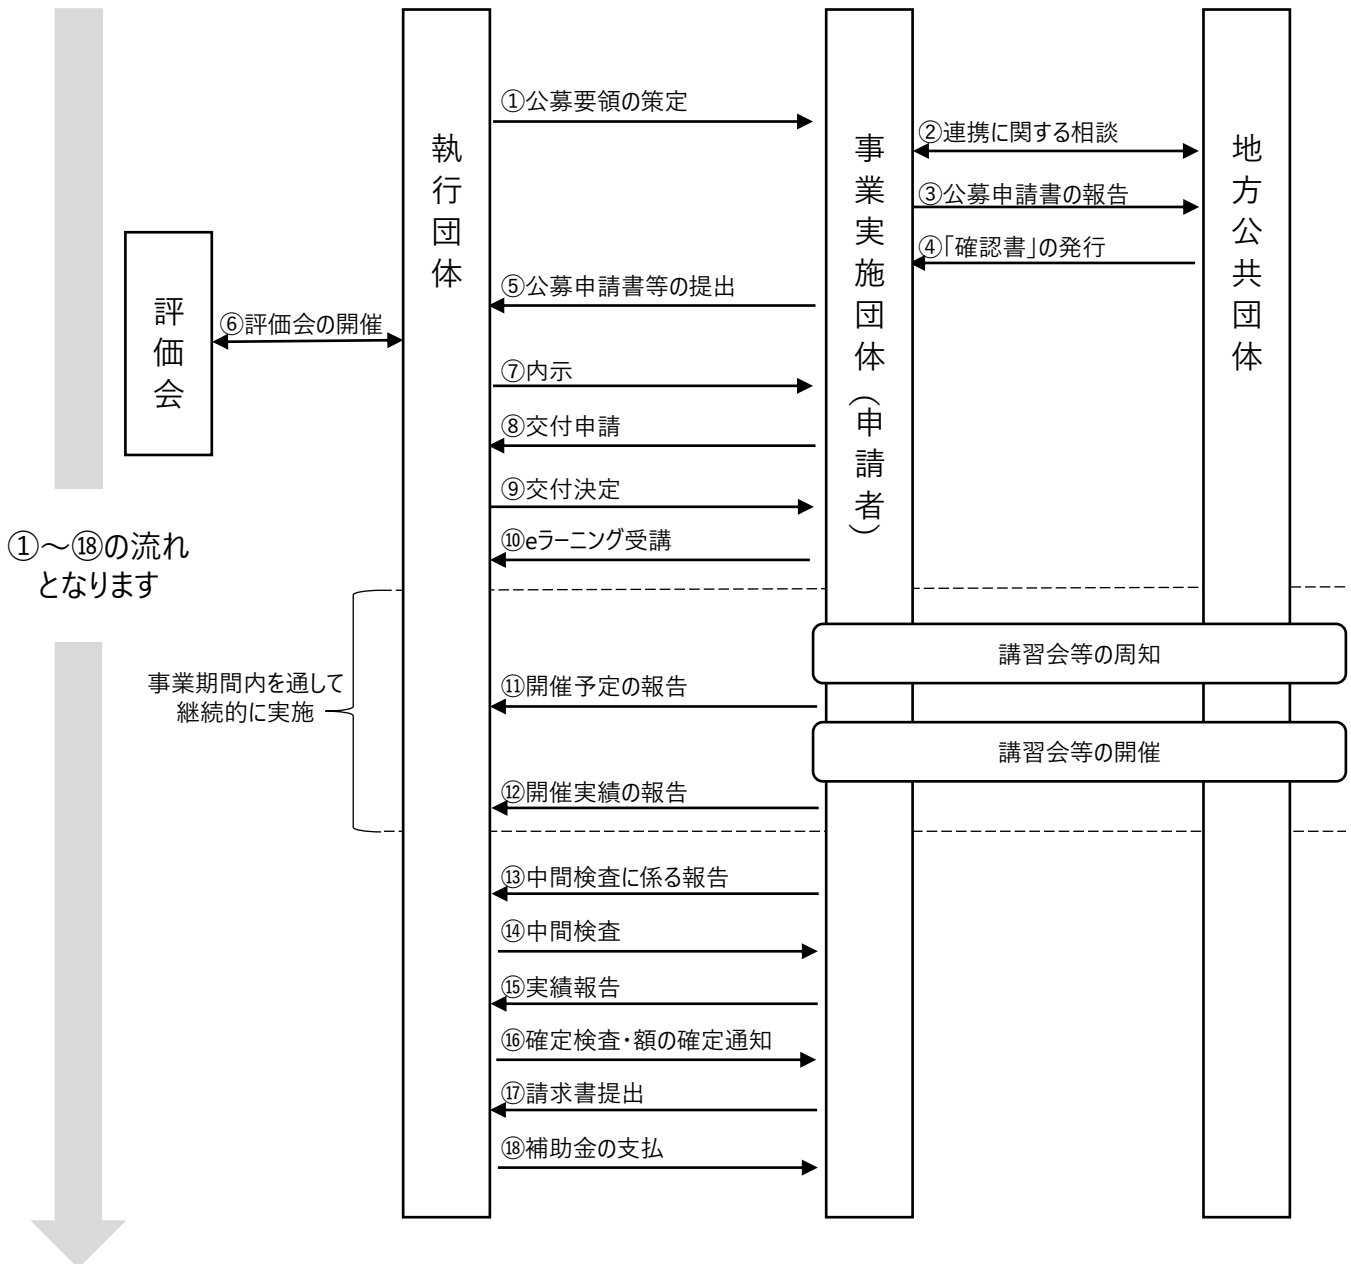 執行団体
事業実施団体(申請者)
地方公共団体
評価会
①公募要領の策定
②連携に関する相談
③公募申請書の報告
④「確認書」の発行
⑤公募申請書等の提出
⑥評価会の開催
⑦内示
⑧交付申請
⑨交付決定
⑩eラーニング受講
①～⑱の流れ
となります
講習会等の周知
事業期間内を通して
継続的に実施
⑪開催予定の報告
講習会等の開催
⑫開催実績の報告
⑬中間検査に係る報告
⑭中間検査
⑮実績報告
⑯確定検査・額の確定通知
⑰請求書提出
⑱補助金の支払